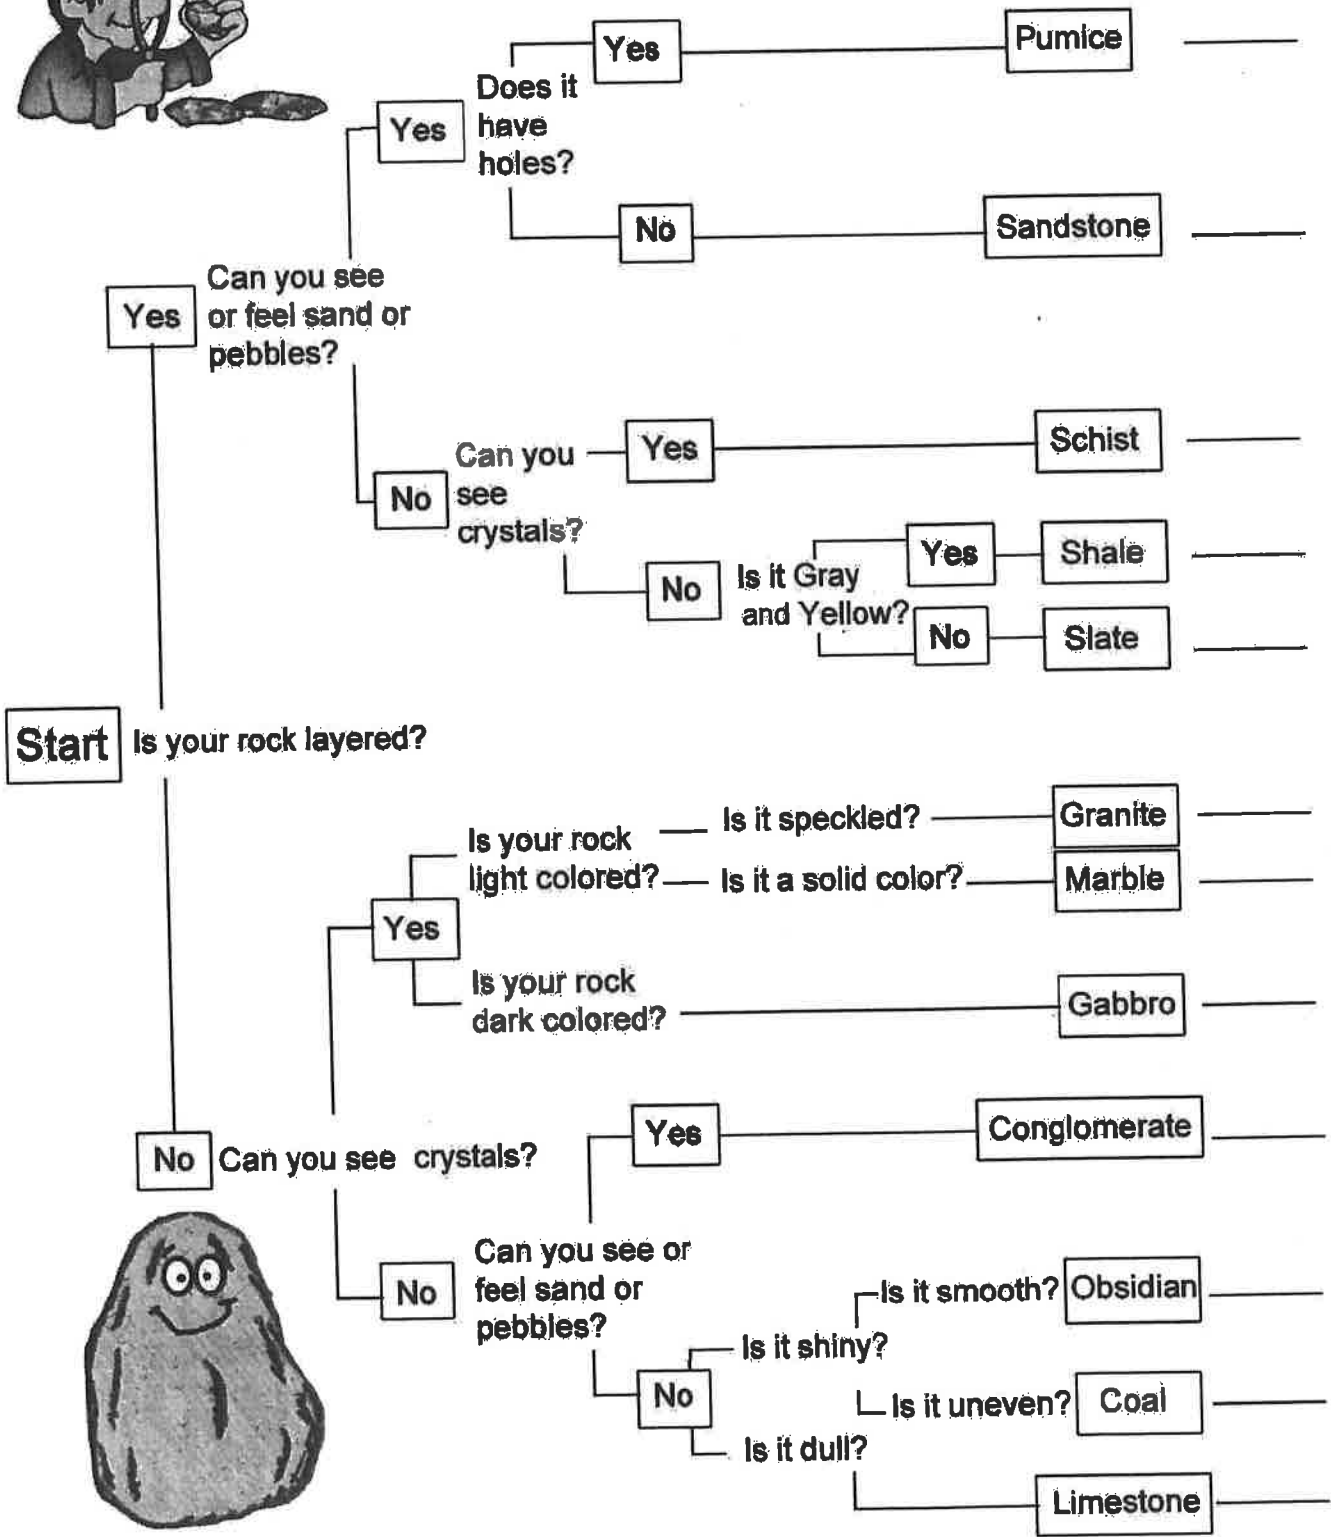 Yes
Pumice
Does it
have
holes?
Yes
No
Sandstone
Can you see
or feel sand or
pebbles?
Yes
Can you
see
crystals?
Yes
Schist
No
No
Is it Gray
and Yellow?
Yes
Shale
No
Slate
Start
Is your rock layered?
Is your rock
light colored?
Is it speckled?
Granite
Is it a solid color?
Marble
Yes
Is your rock
dark colored?
Gabbro
No
Can you see crystals?
Yes
Conglomerate
No
Can you see or
feel sand or
pebbles?
Is it smooth?
Obsidian
Is it shiny?
No
Is it uneven?
Coal
Is it dull?
Limestone